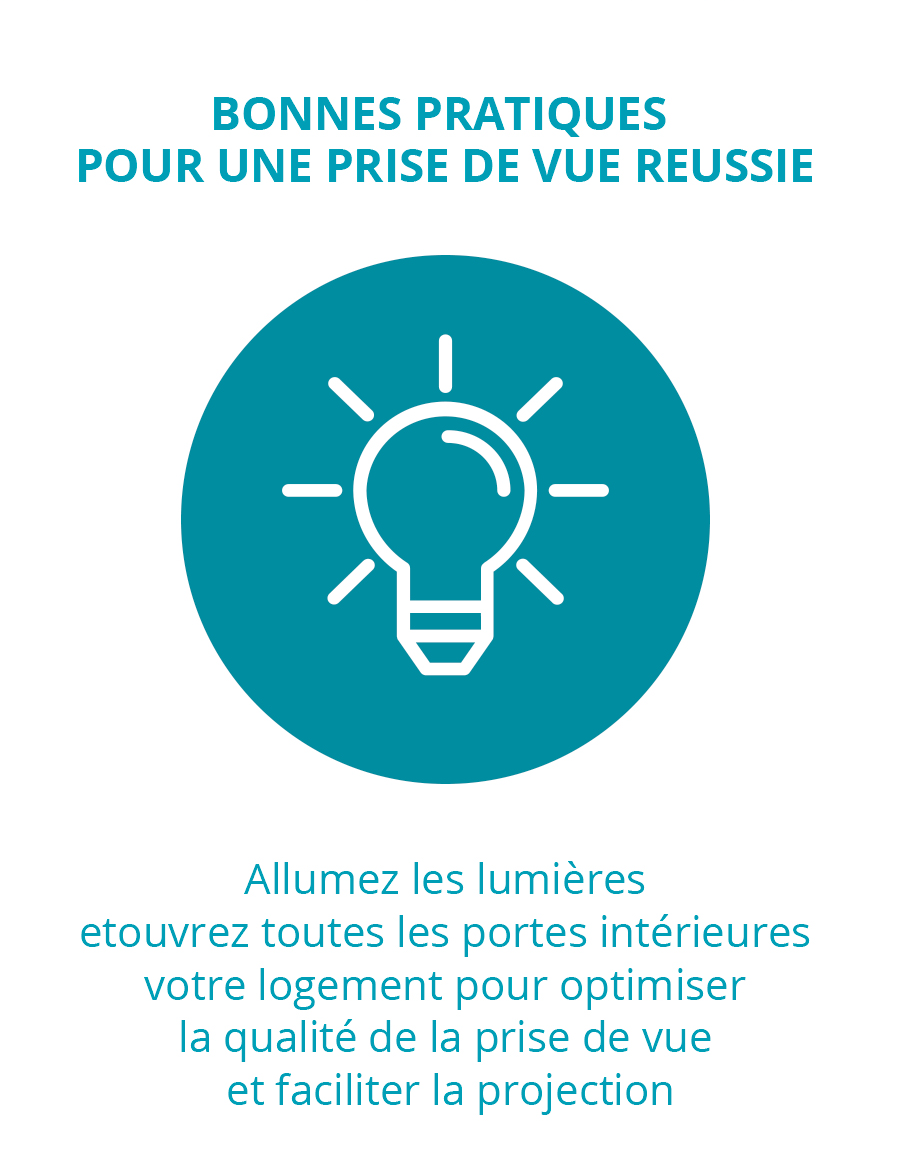 BONNES PRATIQUES
POUR UNE PRISE DE VUE REUSSIE
Allumez les lumières
etouvrez toutes les portes intérieures
votre logement pour optimiser
la qualité de la prise de vue
et faciliter la projection